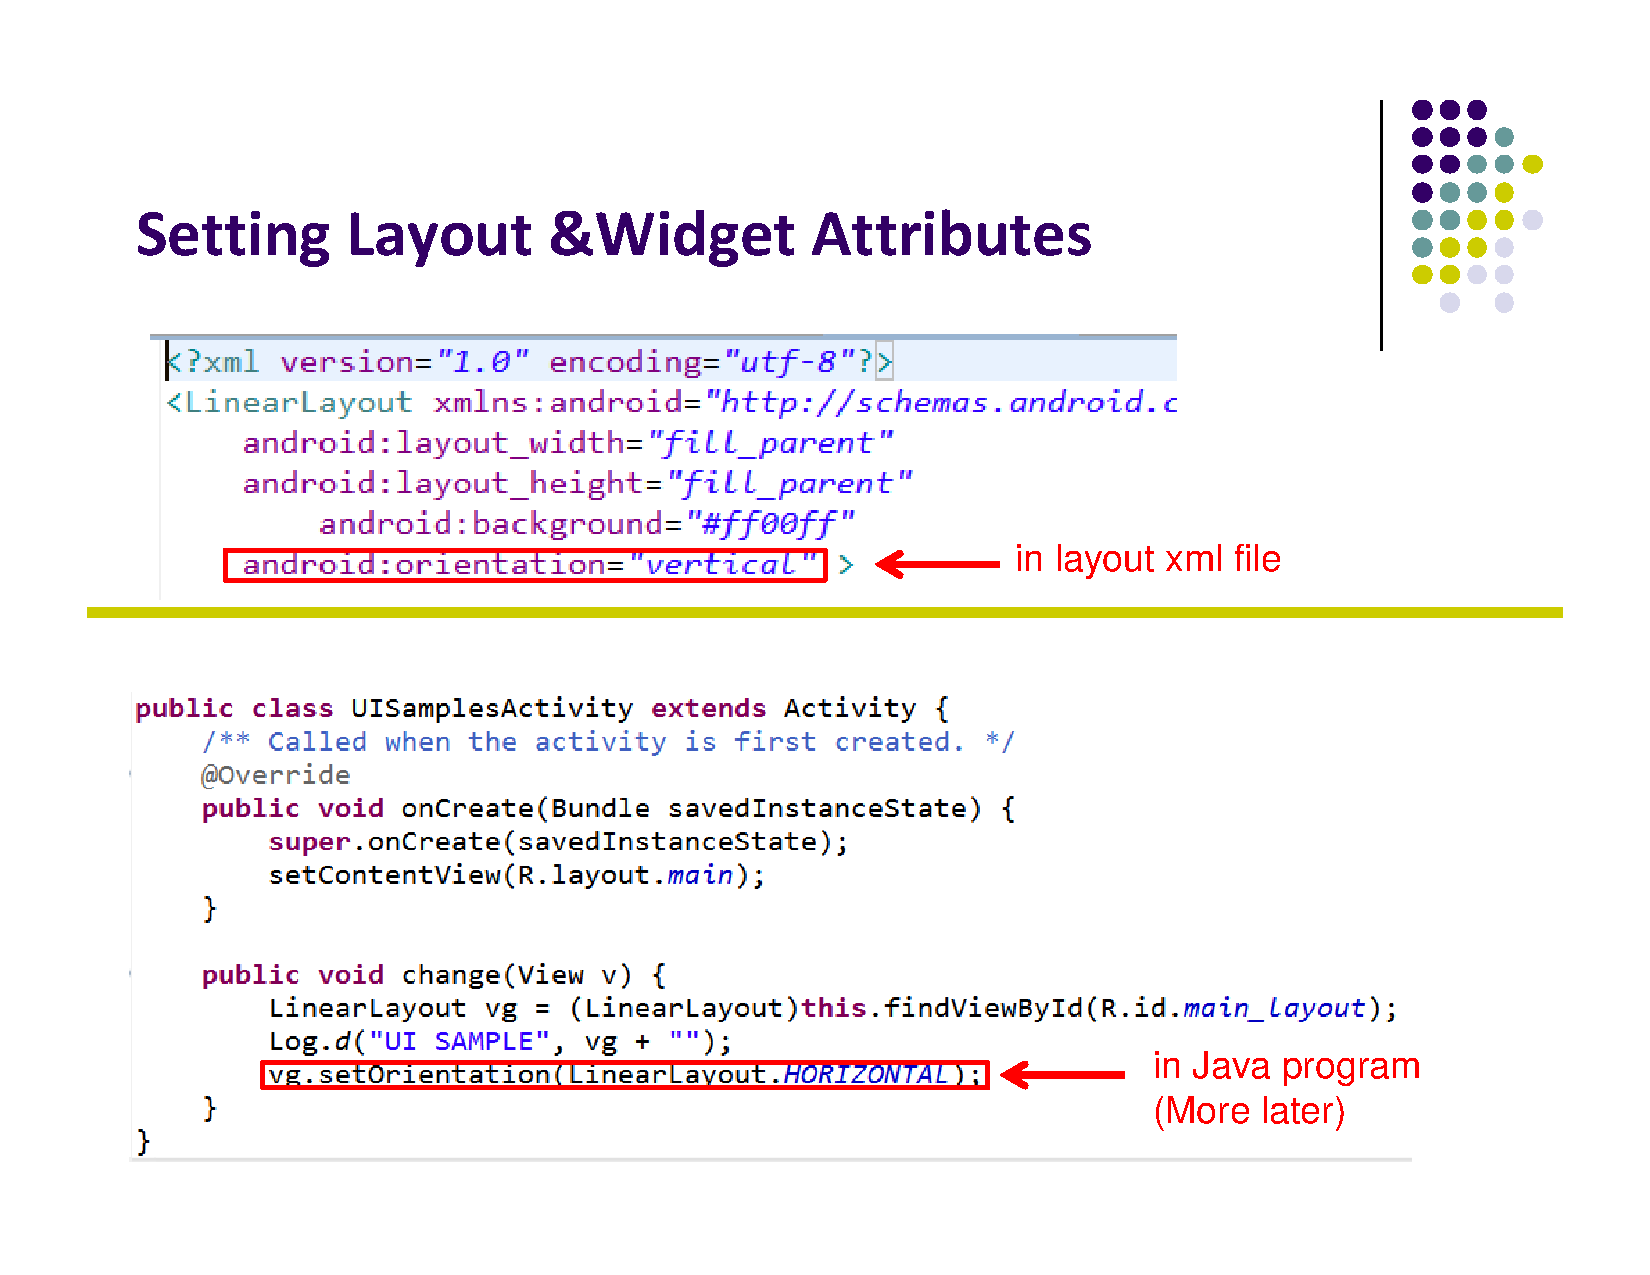 Setting Layout &Widget Attributes
<?xml version="1.0" encoding="utf-8"?>
<LinearLayout xmlns:android="http://schemas.android.c
android:layout_width="fill_parent"
android:layout_height="fill_parent"
android:background="#ff00ff"
android:orientation="vertical" >
in layout xml file
public class UISamplesActivity extends Activity {
/** Called when the activity is first created. */
@Override
public void onCreate(Bundle savedInstanceState) {
super.onCreate(savedInstanceState);
setContentView(R.layout.main);
}
public void change(View v) {
LinearLayout vg = (LinearLayout)this.findViewById(R.id.main_layout);
Log.d("UI SAMPLE", vg + "");
vg.setOrientation(LinearLayout.HORIZONTAL);
}
}
in Java program
(More later)